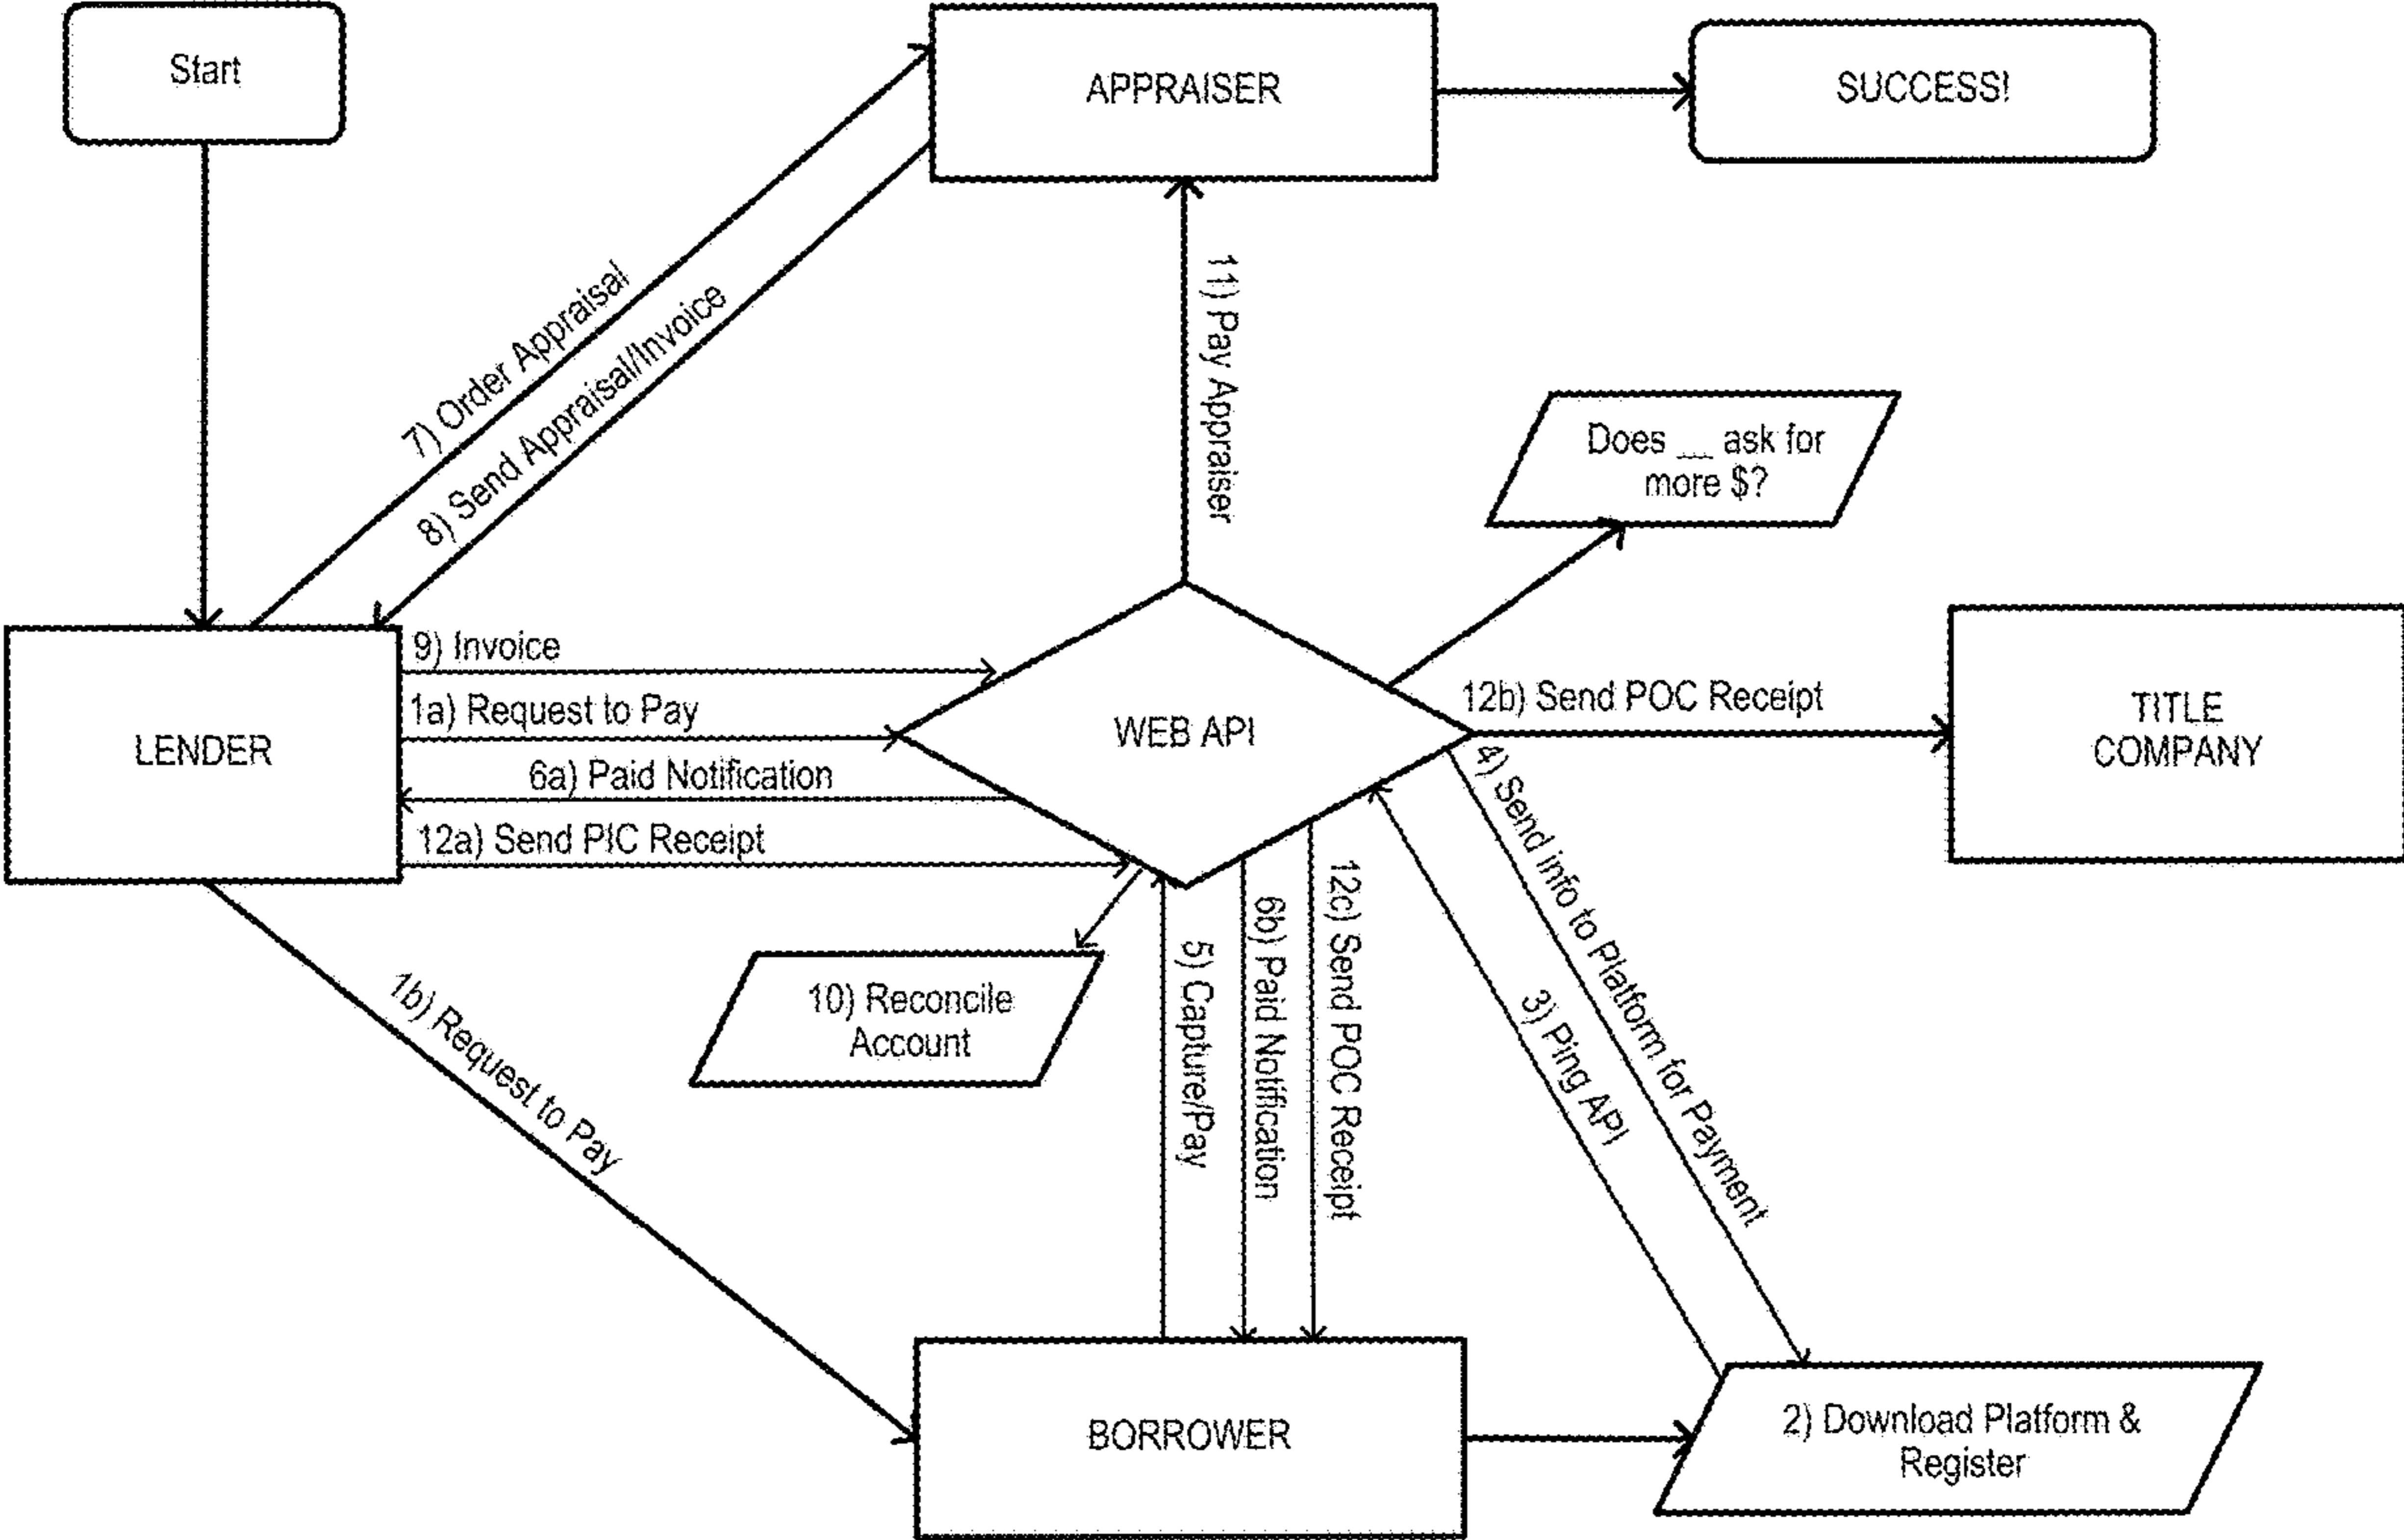 Start
APPRAISER
SUCCESS!
7) Order Appraisal
8) Send Appraisal/Invoice
11) Pay Appraiser
Does __ ask for
more $?
LENDER
9) Invoice
1a) Request to Pay
6a) Paid Notification
12a) Send PIC Receipt
WEB API
12b) Send POC Receipt
TITLE
COMPANY
4) Send info to Platform for Payment
3) Ping API
10) Reconcile
Account
5) Capture/Pay
6b) Paid Notification
12c) Send POC Receipt
1b) Request to Pay
BORROWER
2) Download Platform &
Register